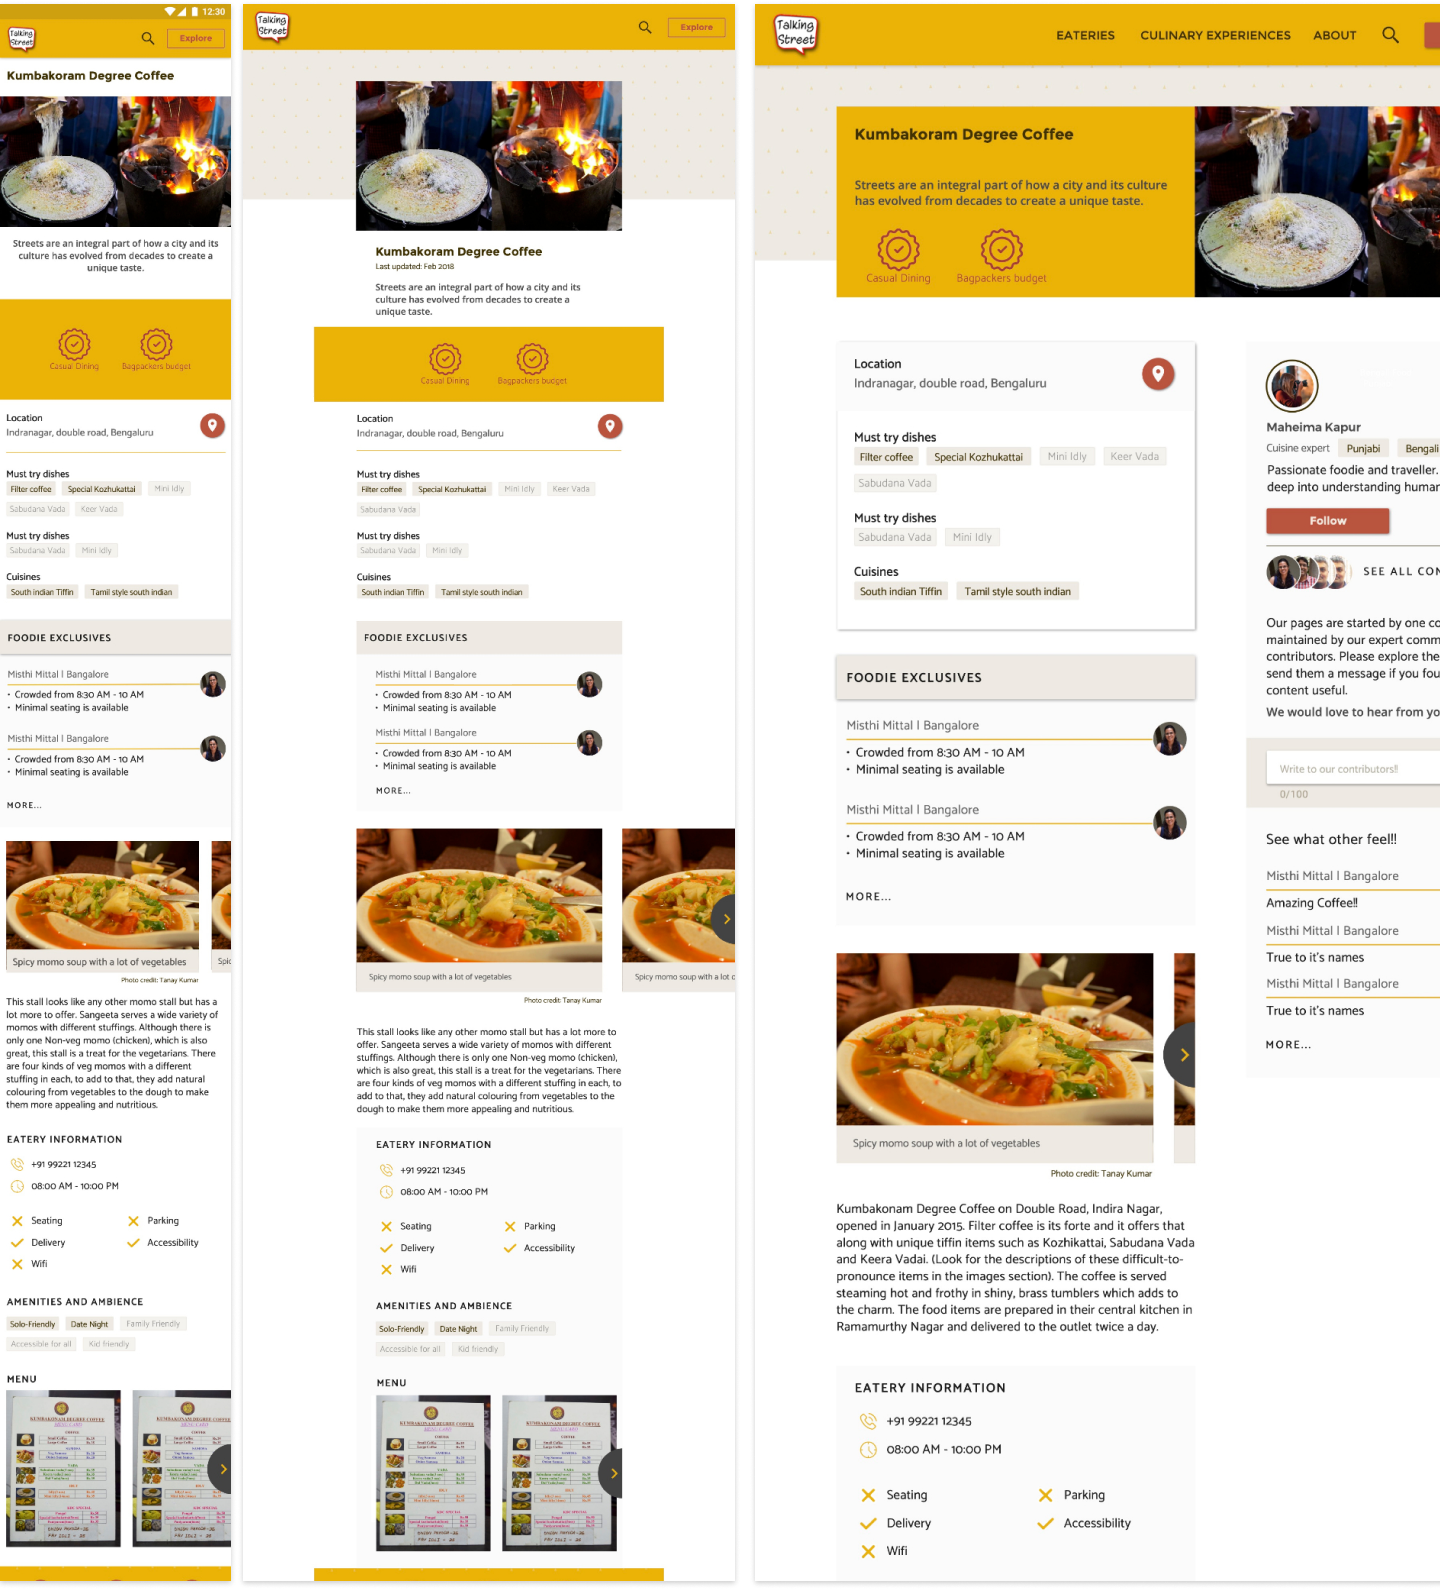 12:30
Talking
Street
Explore
Kumbakoram Degree Coffee
Streets are an integral part of how a city and its
culture has evolved from decades to create a
unique taste.
Casual Dining
Bagpackers budget
Location
Indranagar, double road, Bengaluru
Must try dishes
Filter coffee
Special Kozhukattai
Mini Idly
Sabudana Vada
Keer Vada
Must try dishes
Sabudana Vada
Mini Idly
Cuisines
South indian Tiffin
Tamil style south indian
FOODIE EXCLUSIVES
Misthi Mittal | Bangalore
• Crowded from 8:30 AM - 10 AM
• Minimal seating is available
Misthi Mittal | Bangalore
• Crowded from 8:30 AM - 10 AM
• Minimal seating is available
MORE...
Spicy momo soup with a lot of vegetables
Spic
Photo credit: Tanay Kumar
This stall looks like any other momo stall but has a
lot more to offer. Sangeeta serves a wide variety of
momos with different stuffings. Although there is
only one Non-veg momo (chicken), which is also
great, this stall is a treat for the vegetarians. There
are four kinds of veg momos with a different
stuffing in each, to add to that, they add natural
colouring from vegetables to the dough to make
them more appealing and nutritious.
EATERY INFORMATION
+91 99221 12345
08:00 AM - 10:00 PM
Seating
Parking
Delivery
Accessibility
Wifi
AMENITIES AND AMBIENCE
Solo-Friendly
Date Night
Family Friendly
Accessible for all
Kid friendly
MENU
KUMBAKONAM DEGREE COFFEE
MENU CARD
Talking
Street
Explore
Kumbakoram Degree Coffee
Last updated: Feb 2018
Streets are an integral part of how a city and its
culture has evolved from decades to create a
unique taste.
Casual Dining
Bagpackers budget
Location
Indranagar, double road, Bengaluru
Must try dishes
Filter coffee
Special Kozhukattai
Mini Idly
Keer Vada
Sabudana Vada
Must try dishes
Sabudana Vada
Mini Idly
Cuisines
South indian Tiffin
Tamil style south indian
FOODIE EXCLUSIVES
Misthi Mittal | Bangalore
• Crowded from 8:30 AM - 10 AM
• Minimal seating is available
Misthi Mittal | Bangalore
• Crowded from 8:30 AM - 10 AM
• Minimal seating is available
MORE...
Spicy momo soup with a lot of vegetables
Spicy momo soup with a lot o
Photo credit: Tanay Kumar
This stall looks like any other momo stall but has a lot more to
offer. Sangeeta serves a wide variety of momos with different
stuffings. Although there is only one Non-veg momo (chicken),
which is also great, this stall is a treat for the vegetarians. There
are four kinds of veg momos with a different stuffing in each, to
add to that, they add natural colouring from vegetables to the
dough to make them more appealing and nutritious.
EATERY INFORMATION
+91 99221 12345
08:00 AM - 10:00 PM
Seating
Parking
Delivery
Accessibility
Wifi
AMENITIES AND AMBIENCE
Solo-Friendly
Date Night
Family Friendly
Accessible for all
Kid friendly
MENU
KUMBAKONAM DEGREE COFFEE
MENU CARD
Talking
Street
EATERIES
CULINARY EXPERIENCES
ABOUT
Kumbakoram Degree Coffee
Streets are an integral part of how a city and its culture
has evolved from decades to create a unique taste.
Casual Dining
Bagpackers budget
Location
Indranagar, double road, Bengaluru
Must try dishes
Filter coffee
Special Kozhukattai
Mini Idly
Keer Vada
Sabudana Vada
Must try dishes
Sabudana Vada
Mini Idly
Cuisines
South indian Tiffin
Tamil style south indian
FOODIE EXCLUSIVES
Misthi Mittal | Bangalore
• Crowded from 8:30 AM - 10 AM
• Minimal seating is available
Misthi Mittal | Bangalore
• Crowded from 8:30 AM - 10 AM
• Minimal seating is available
MORE...
Spicy momo soup with a lot of vegetables
Photo credit: Tanay Kumar
Kumbakonam Degree Coffee on Double Road, Indira Nagar,
opened in January 2015. Filter coffee is its forte and it offers that
along with unique tiffin items such as Kozhikattai, Sabudana Vada
and Keera Vadai. (Look for the descriptions of these difficult-to-
pronounce items in the images section). The coffee is served
steaming hot and frothy in shiny, brass tumblers which adds to
the charm. The food items are prepared in their central kitchen in
Ramamurthy Nagar and delivered to the outlet twice a day.
EATERY INFORMATION
+91 99221 12345
08:00 AM - 10:00 PM
Seating
Parking
Delivery
Accessibility
Wifi
Maheima Kapur
Cuisine expert
Punjabi
Bengali
Passionate foodie and traveller.
deep into understanding human
Follow
SEE ALL CON
Our pages are started by one co
maintained by our expert comm
contributors. Please explore the
send them a message if you fou
content useful.
We would love to hear from yo
Write to our contributors!!
0/100
See what other feel!!
Misthi Mittal | Bangalore
Amazing Coffee!!
Misthi Mittal | Bangalore
True to it's names
Misthi Mittal | Bangalore
True to it's names
MORE...